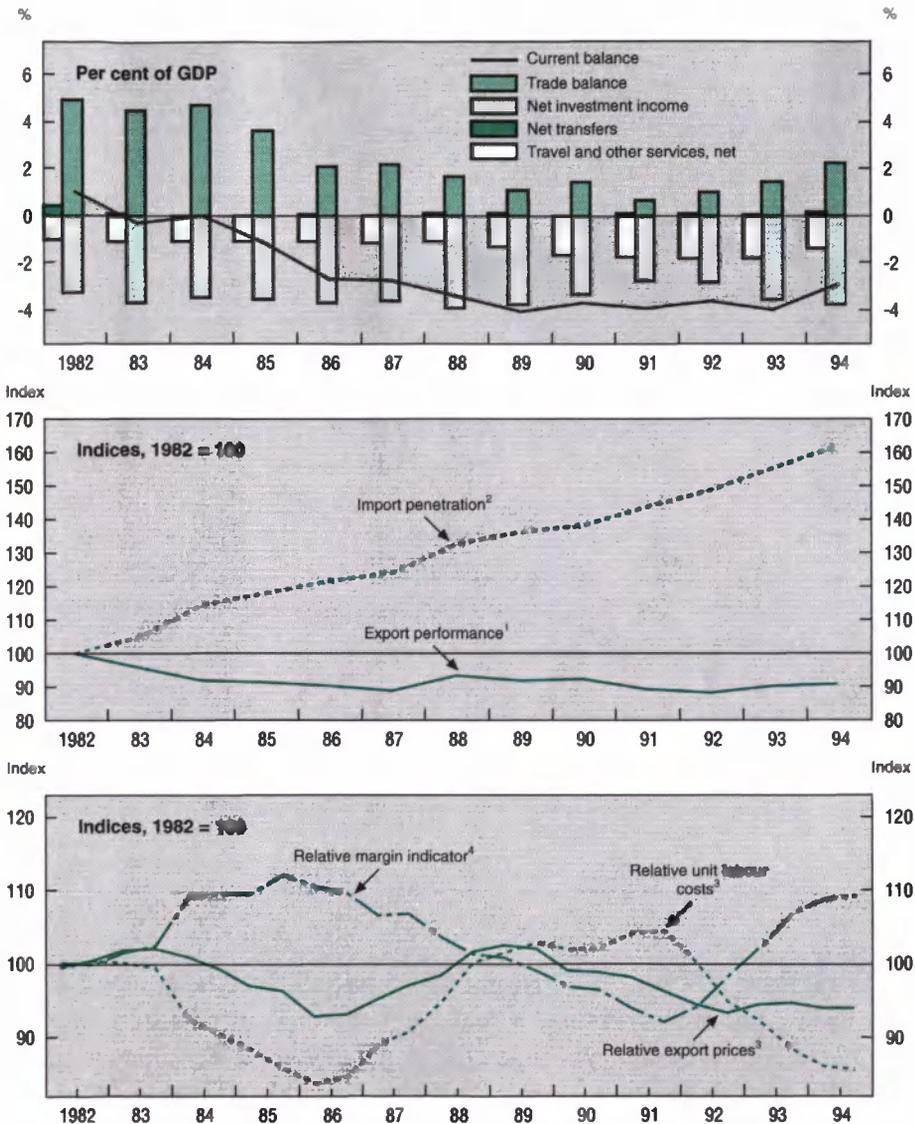 % %
Per cent of GDP
Current balance
Trade balance
Net investment income
Net transfers
Travel and other services, net
6 6
4 4
2 2
0 0
-2 -2
-4 -4
1982 83 84 85 86 87 88 89 90 91 92 93 94
Index Index
170 170
Indices, 1982 = 100
160 160
150 150
Import penetration²
140 140
130 130
120 120
110 110
Export performance¹
100 100
90 90
80 80
1982 83 84 85 86 87 88 89 90 91 92 93 94
Index Index
120 120
Indices, 1982 = 100
Relative margin indicator⁴
Relative unit labour
costs³
110 110
100 100
90 90
Relative export prices³
1982 83 84 85 86 87 88 89 90 91 92 93 94